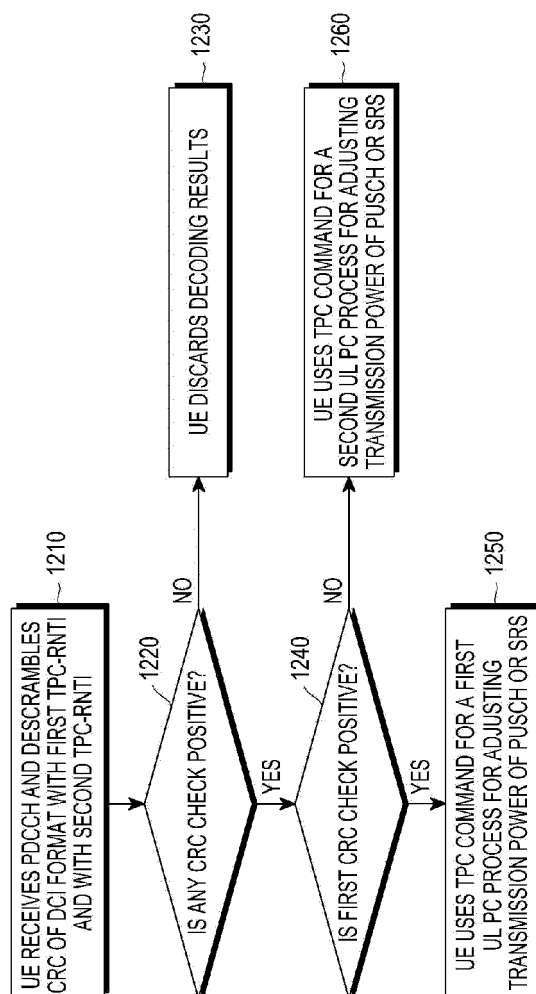 UE RECEIVES PDCCH AND DESCRAMBLES
CRC OF DCI FORMAT WITH FIRST TPC-RNTI
AND WITH SECOND TPC-RNTI
1210
IS ANY CRC CHECK POSITIVE?
1220
NO
UE DISCARDS DECODING RESULTS
1230
YES
IS FIRST CRC CHECK POSITIVE?
1240
NO
UE USES TPC COMMAND FOR A
SECOND UL PC PROCESS FOR ADJUSTING
TRANSMISSION POWER OF PUSCH OR SRS
1260
YES
UE USES TPC COMMAND FOR A FIRST
UL PC PROCESS FOR ADJUSTING
TRANSMISSION POWER OF PUSCH OR SRS
1250